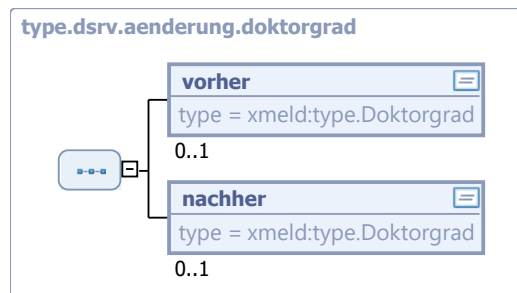 type.dsrv.aenderung.doktorgrad
vorher
type = xmeld:type.Doktorgrad
0..1
nachher
type = xmeld:type.Doktorgrad
0..1